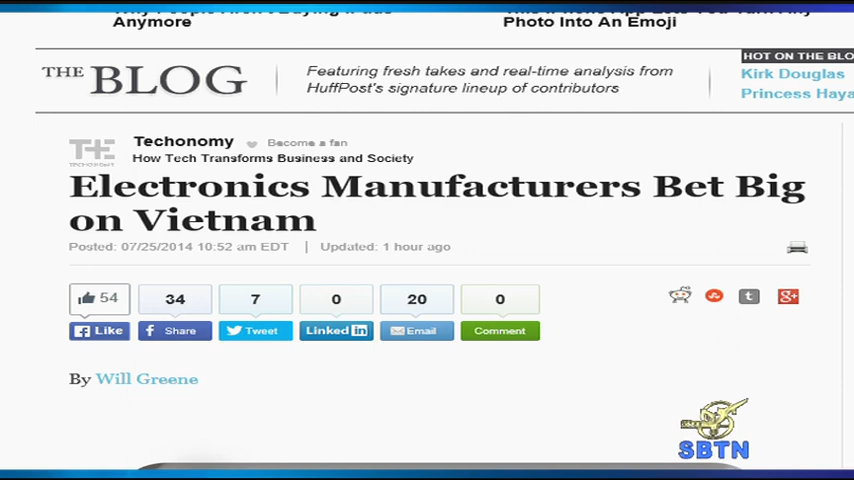 Anymore
Photo Into An Emoji
THE BLOG
Featuring fresh takes and real-time analysis from
HuffPost's signature lineup of contributors
HOT ON THE BLO
Kirk Douglas
Princess Haya
TECHONOMY
Techonomy
Become a fan
How Tech Transforms Business and Society
Electronics Manufacturers Bet Big
on Vietnam
Posted: 07/25/2014 10:52 am EDT | Updated: 1 hour ago
54 34 7 0 20 0
Like Share Tweet Linked in Email Comment
By Will Greene
SBTN